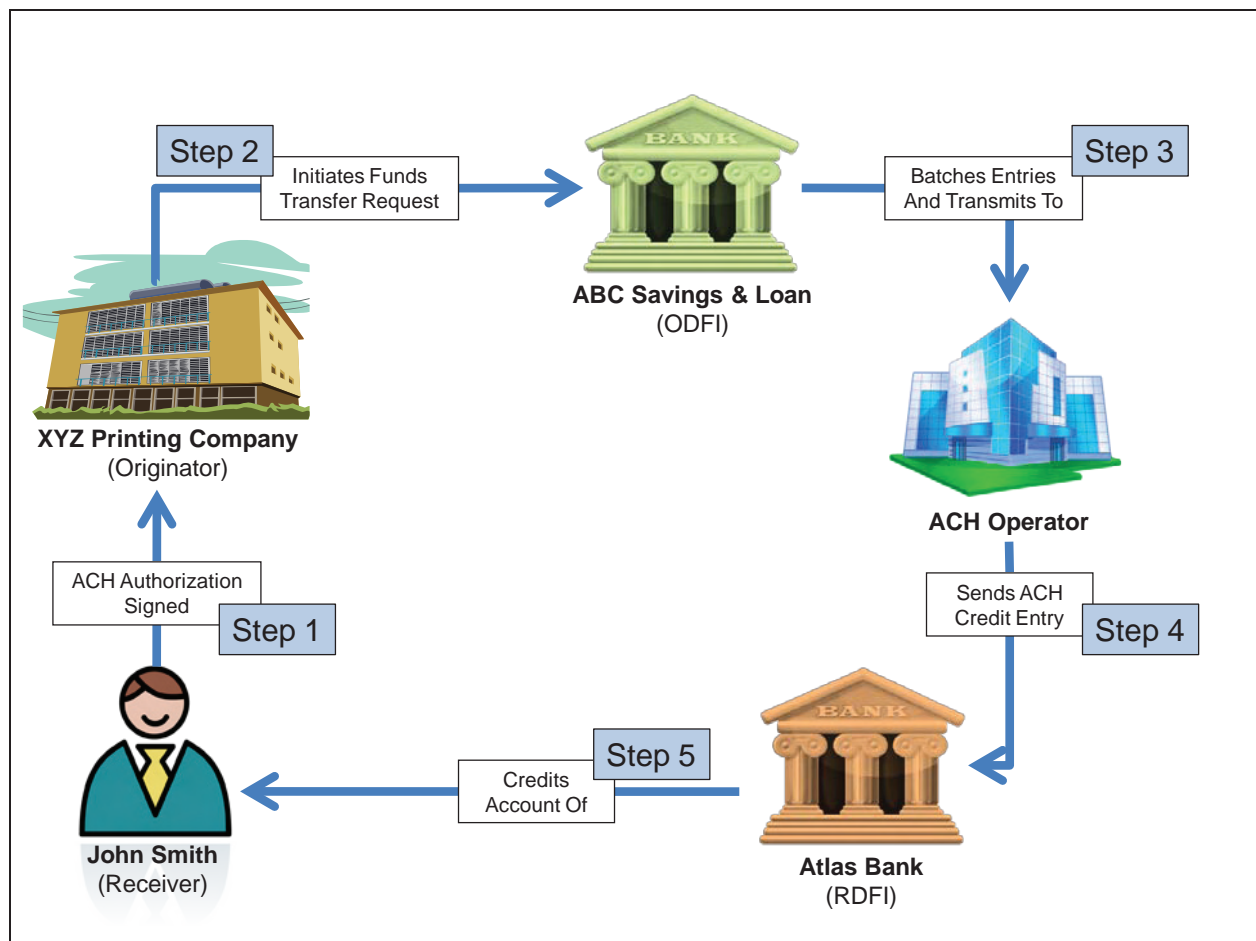 Step 2
Initiates Funds
Transfer Request
BANK
ABC Savings & Loan
(ODFI)
Step 3
Batches Entries
And Transmits To
XYZ Printing Company
(Originator)
ACH Operator
ACH Authorization
Signed
Step 1
Sends ACH
Credit Entry
Step 4
John Smith
(Receiver)
Step 5
Credits
Account Of
BANK
Atlas Bank
(RDFI)